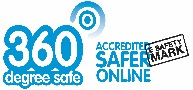 360
degree safe
ACCREDITED
SAFER
ONLINE
E SAFETY
MARK